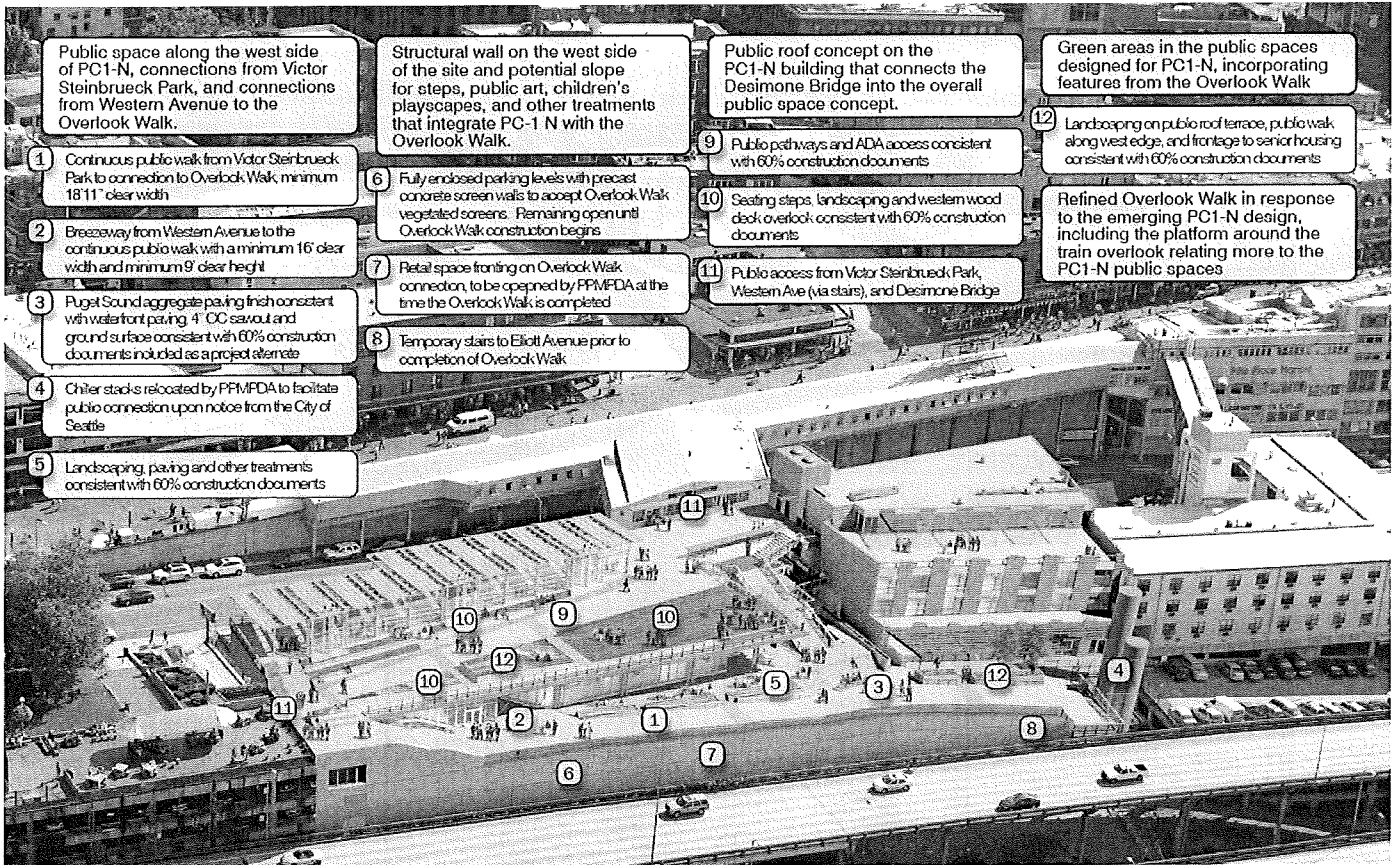 Public space along the west side
of PC1-N, connections from Victor
Steinbrueck Park, and connections
from Western Avenue to the
Overlook Walk.
1
Continuous public walk from Victor Steinbrueck
Park to connection to Overlook Walk, minimum
18'11" clear width
2
Breezeway from Western Avenue to the
continuous public walk with a minimum 16' clear
width and minimum 9' clear height
3
Puget Sound aggregate paving finish consistent
with waterfront paving, 4' OC sawcut and
ground surface consistent with 60% construction
documents included as a project alternate
4
Chiller stacks relocated by PPMPDA to facilitate
public connection upon notice from the City of
Seattle
5
Landscaping, paving and other treatments
consistent with 60% construction documents
Structural wall on the west side
of the site and potential slope
for steps, public art, children's
playscapes, and other treatments
that integrate PC-1 N with the
Overlook Walk.
6
Fully enclosed parking levels with precast
concrete screen walls to accept Overlook Walk
vegetated screens. Remaining open until
Overlook Walk construction begins
7
Retail space fronting on Overlook Walk
connection, to be opepned by PPMPDA at the
time the Overlook Walk is completed
8
Temporary stairs to Elliott Avenue prior to
completion of Overlook Walk
Public roof concept on the
PC1-N building that connects the
Desimone Bridge into the overall
public space concept.
9
Public pathways and ADA access consistent
with 60% construction documents
10
Seating steps, landscaping and western wood
deck overlook consistent with 60% construction
documents
11
Public access from Victor Steinbrueck Park,
Western Ave (via stairs), and Desimone Bridge
Green areas in the public spaces
designed for PC1-N, incorporating
features from the Overlook Walk
12
Landscaping on public roof terrace, public walk
along west edge, and frontage to senior housing
consistent with 60% construction documents
Refined Overlook Walk in response
to the emerging PC1-N design,
including the platform around the
train overlook relating more to the
PC1-N public spaces
11
10
9
10
12
10
11
2
1
5
3
12
4
8
7
6